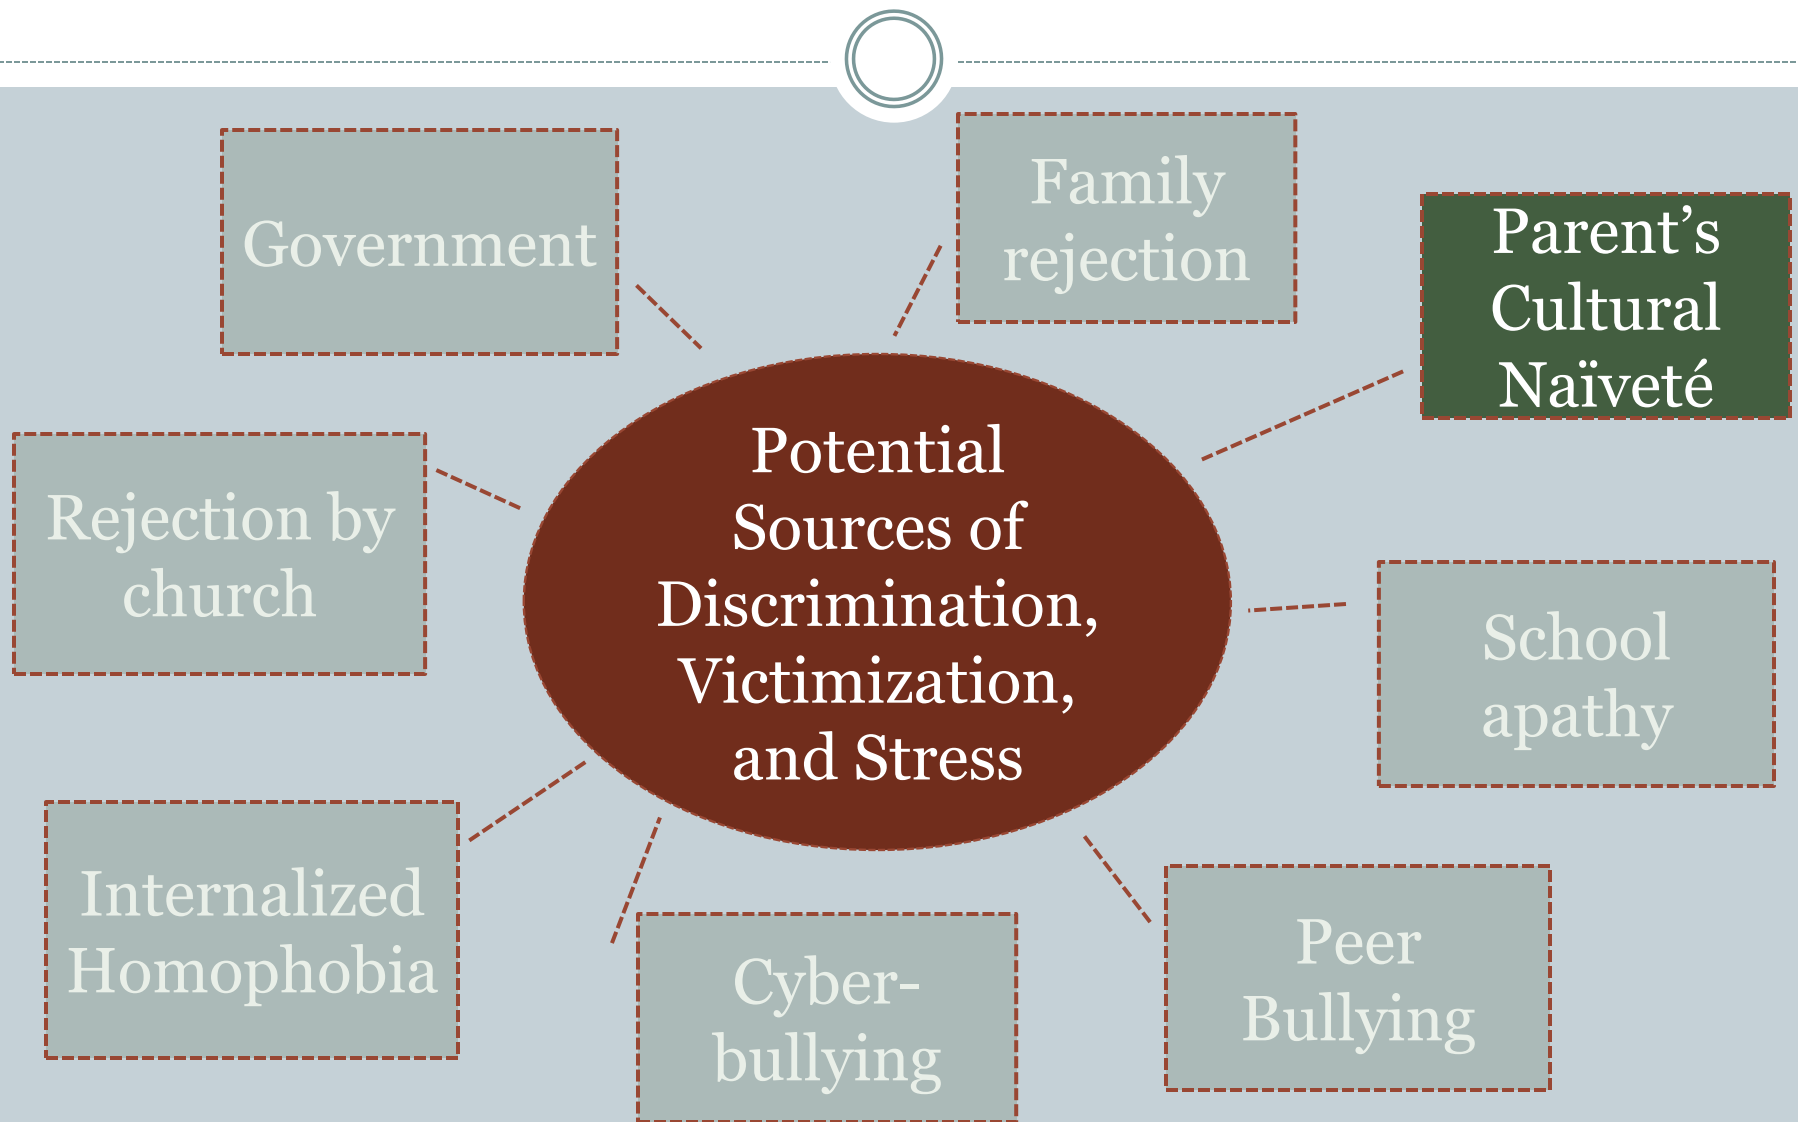 Government
Family
rejection
Parent’s
Cultural
Naïveté
Potential
Sources of
Discrimination,
Victimization,
and Stress
Rejection by
church
School
apathy
Internalized
Homophobia
Cyber-
bullying
Peer
Bullying